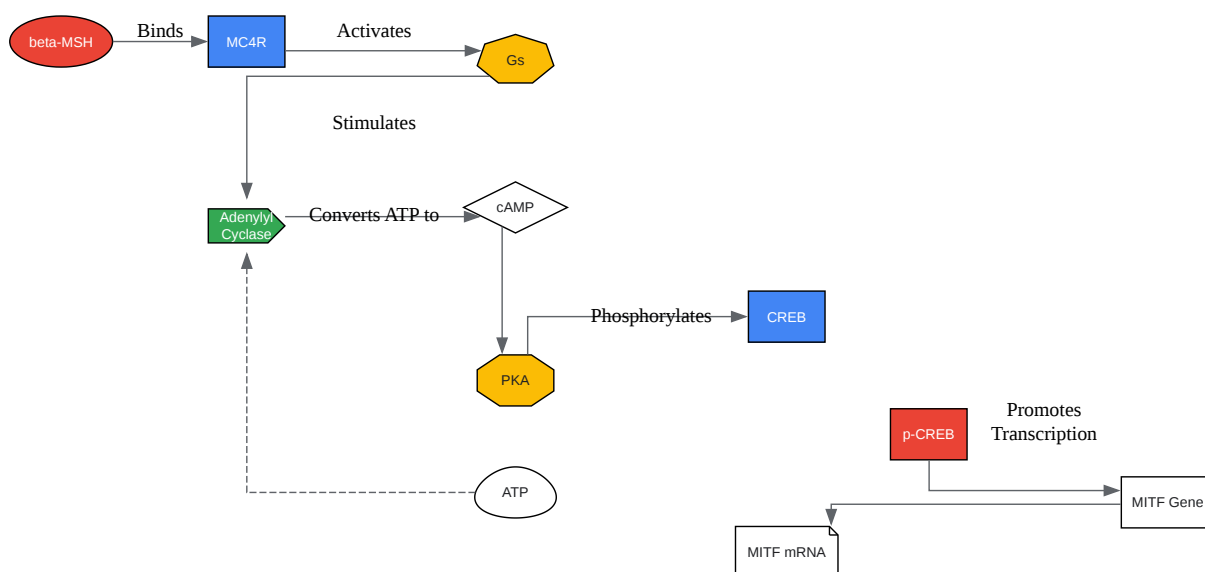 beta-MSH
Binds
MC4R
Activates
Gs
Stimulates
Adenylyl
Cyclase
Converts ATP to
cAMP
Phosphorylates
CREB
PKA
p-CREB
Promotes
Transcription
ATP
MITF Gene
MITF mRNA